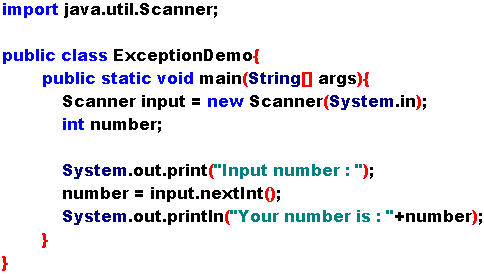 import java.util.Scanner;
public class ExceptionDemo{
public static void main(String[] args){
Scanner input = new Scanner(System.in);
int number;
System.out.print("Input number : ");
number = input.nextInt();
System.out.println("Your number is : "+number);
}
}